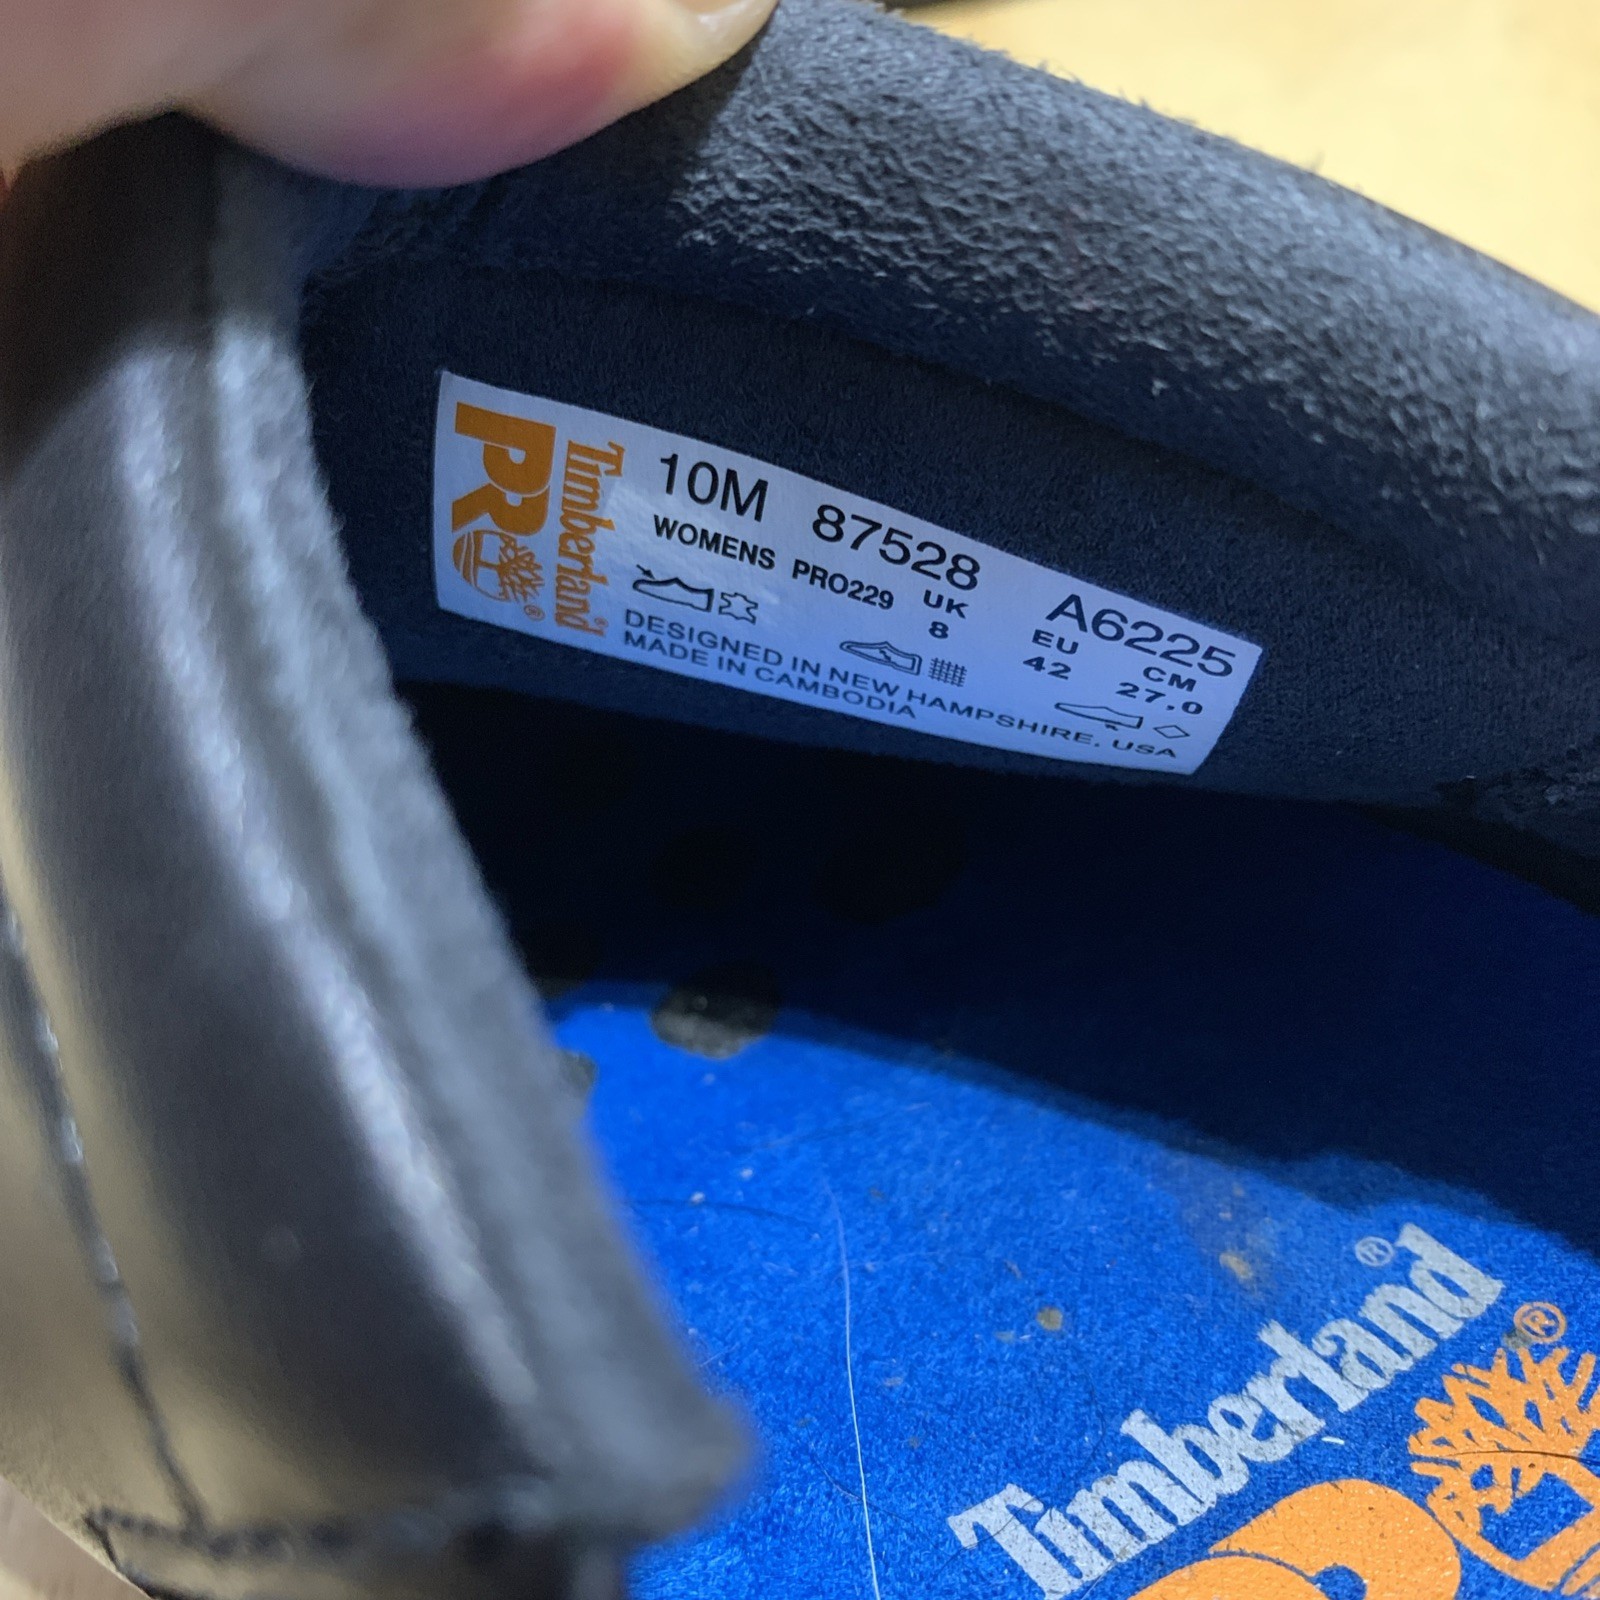 PRO
Timberland®
10M 87528 A6225
WOMENS PRO229 UK EU CM
8 42 27.0
DESIGNED IN NEW HAMPSHIRE, USA
MADE IN CAMBODIA
Timberland®
®